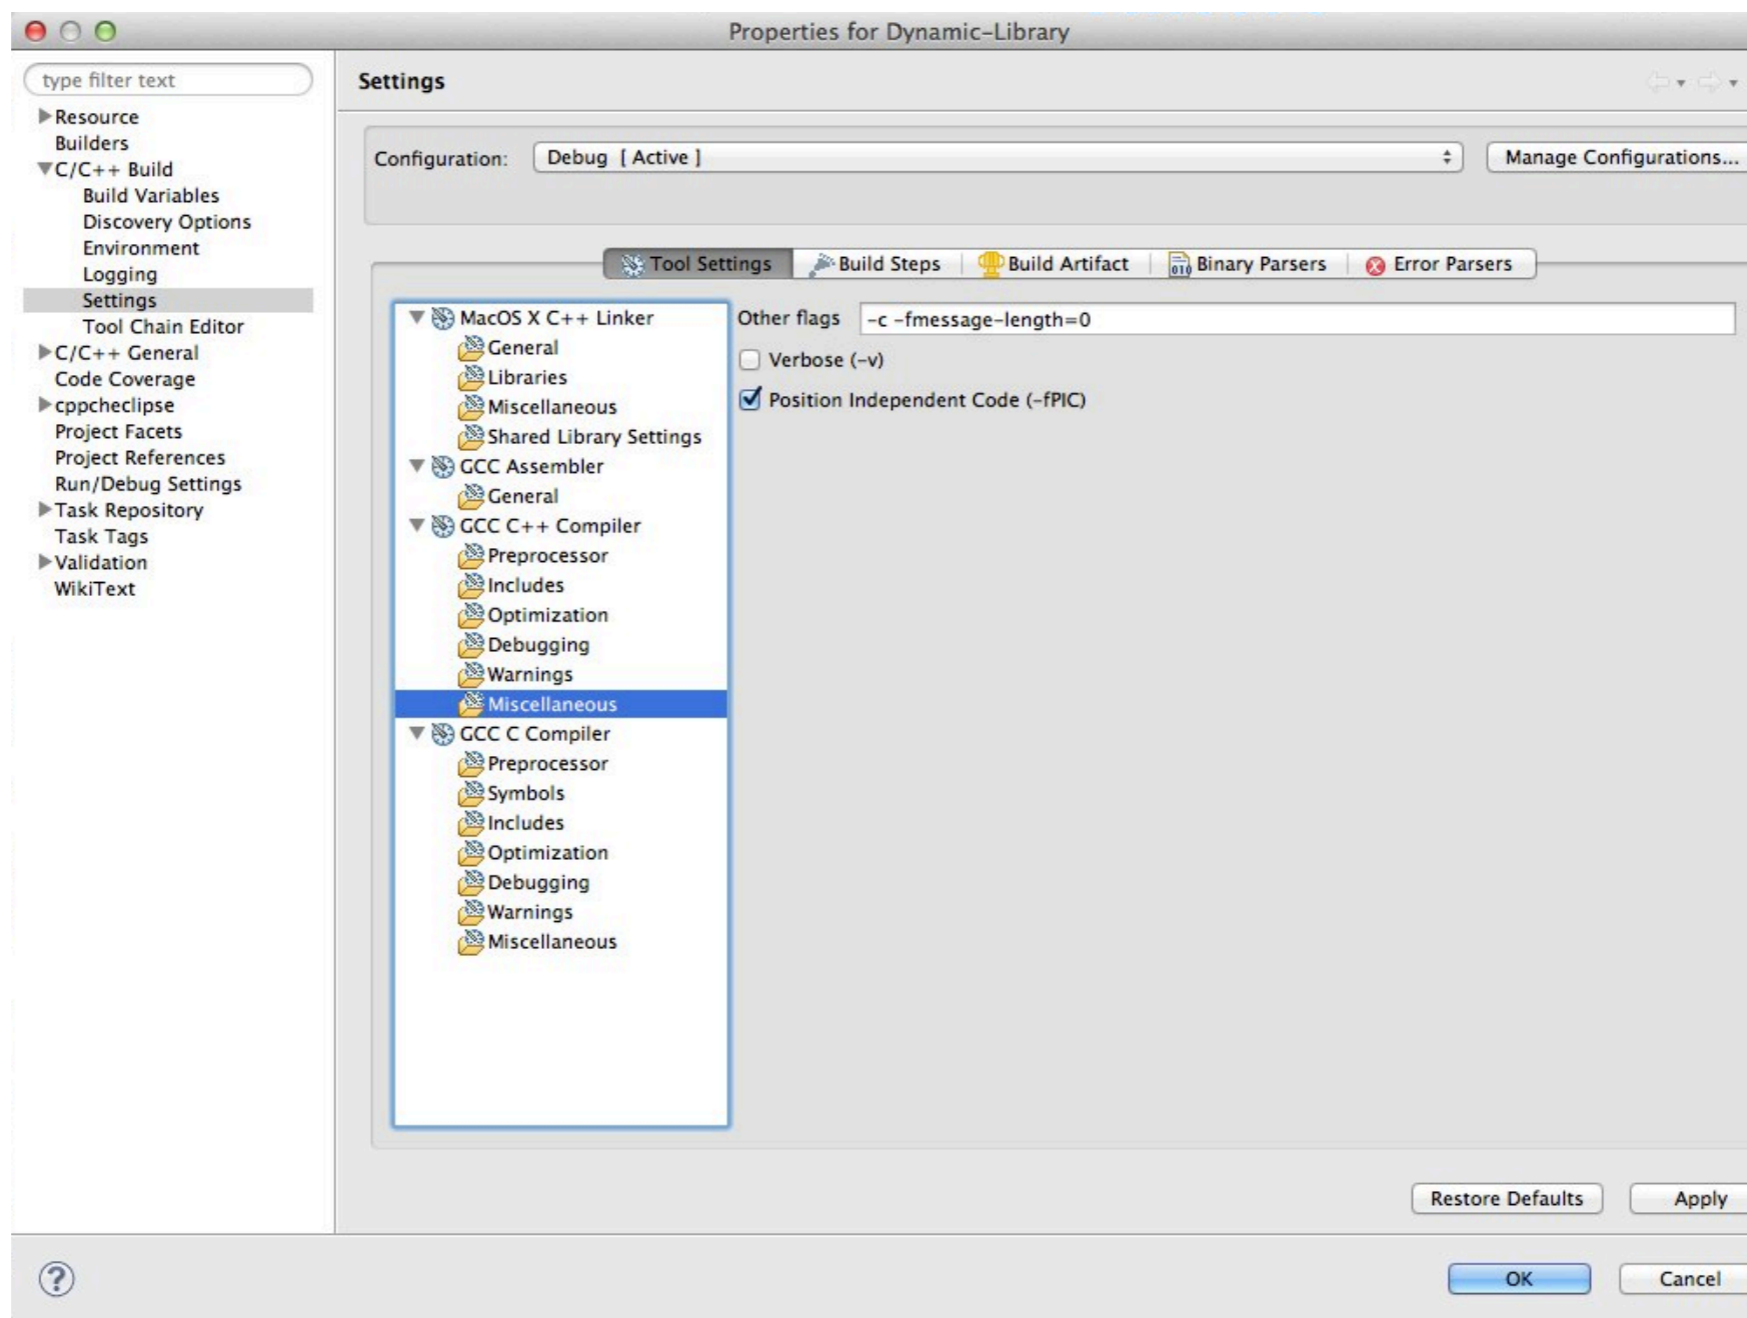 Properties for Dynamic-Library
type filter text
Resource
Builders
C/C++ Build
Build Variables
Discovery Options
Environment
Logging
Settings
Tool Chain Editor
C/C++ General
Code Coverage
cppcheclipse
Project Facets
Project References
Run/Debug Settings
Task Repository
Task Tags
Validation
WikiText
Settings
Configuration: Debug [ Active ] Manage Configurations...
Tool Settings Build Steps Build Artifact 010 Binary Parsers Error Parsers
MacOS X C++ Linker
General
Libraries
Miscellaneous
Shared Library Settings
GCC Assembler
General
GCC C++ Compiler
Preprocessor
Includes
Optimization
Debugging
Warnings
Miscellaneous
GCC C Compiler
Preprocessor
Symbols
Includes
Optimization
Debugging
Warnings
Miscellaneous
Other flags -c -fmessage-length=0
Verbose (-v)
Position Independent Code (-fPIC)
Restore Defaults Apply
? OK Cancel